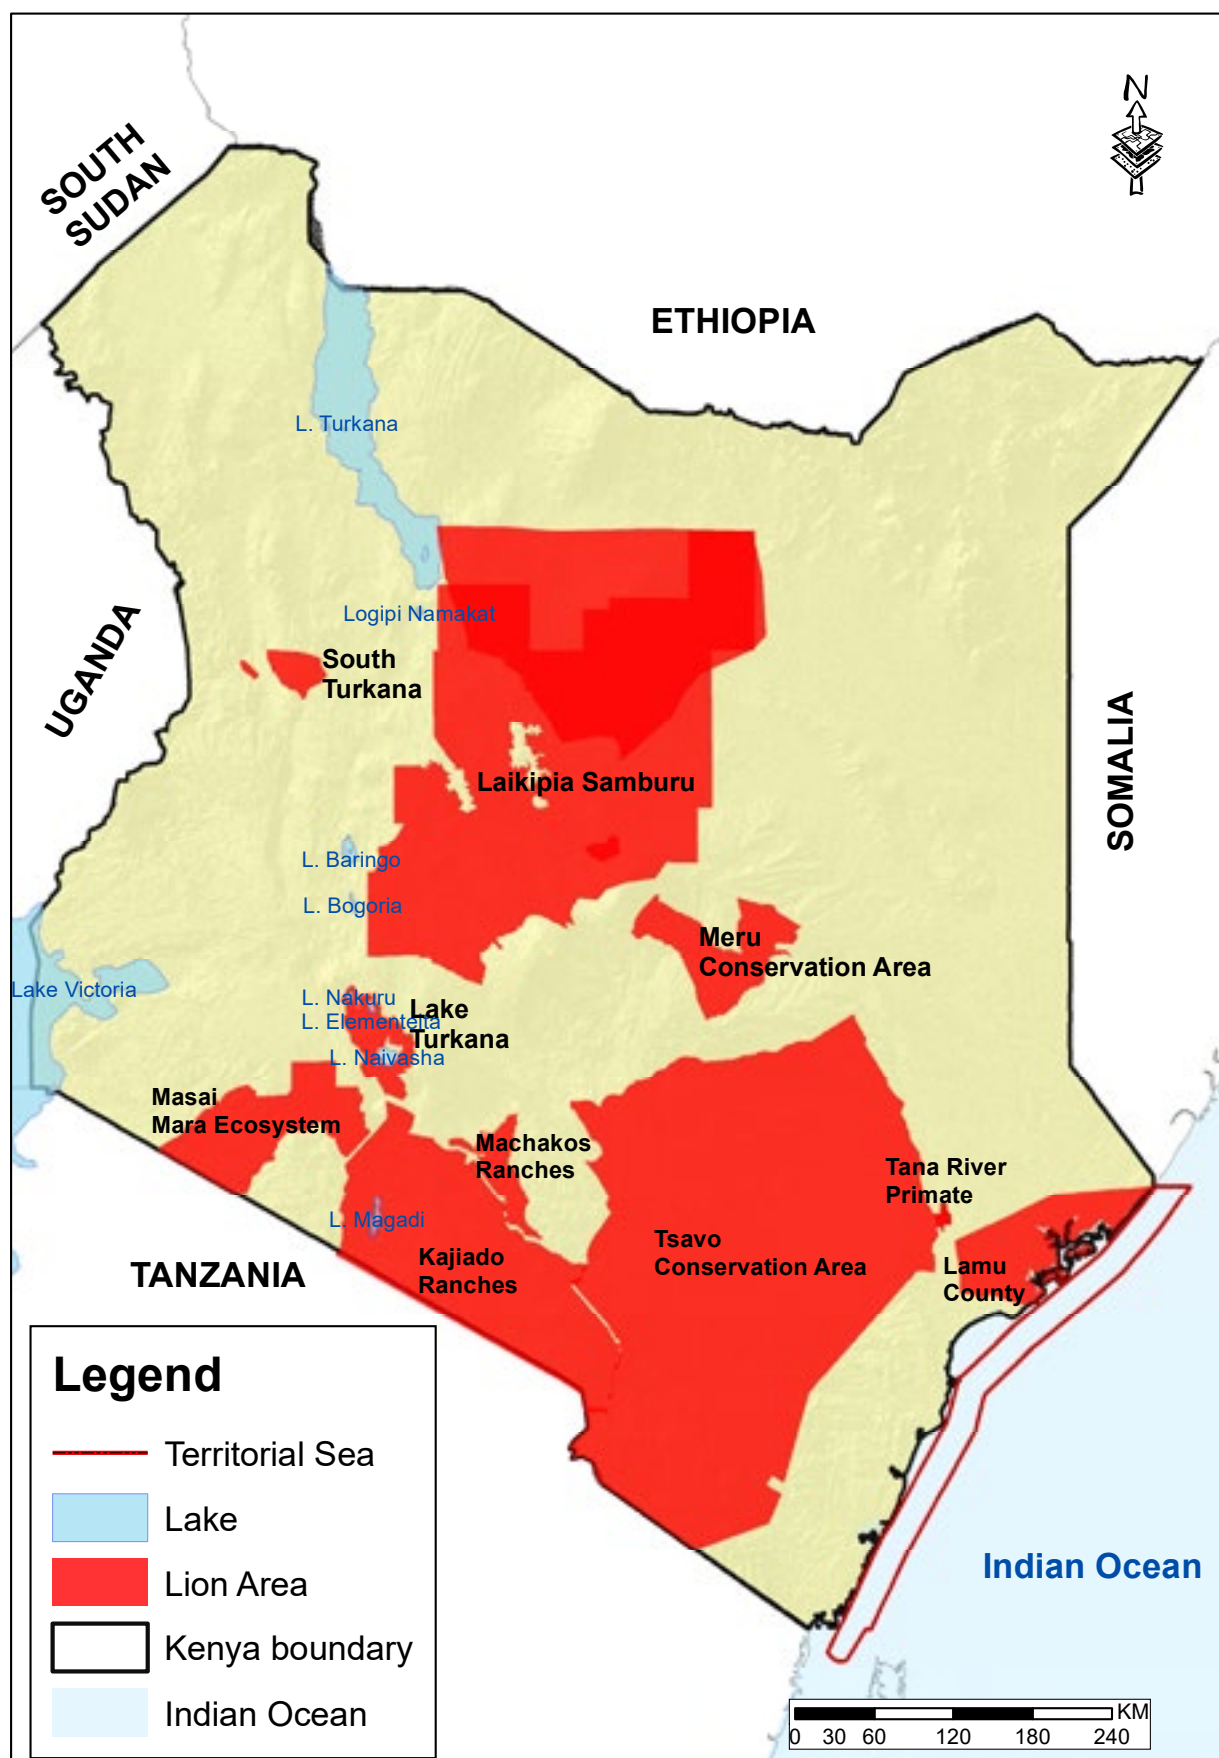 N
SOUTH
SUDAN
ETHIOPIA
L. Turkana
Logipi Namakat
UGANDA
South
Turkana
SOMALIA
Laikipia Samburu
L. Baringo
L. Bogoria
Meru
Conservation Area
Lake Victoria
L. Nakuru
Lake
Turkana
L. Elementeita
L. Naivasha
Masai
Mara Ecosystem
Machakos
Ranches
Tana River
Primate
L. Magadi
Tsavo
Conservation Area
Kajiado
Ranches
Lamu
County
TANZANIA
Legend
Territorial Sea
Lake
Lion Area
Kenya boundary
Indian Ocean
Indian Ocean
KM
0 30 60 120 180 240